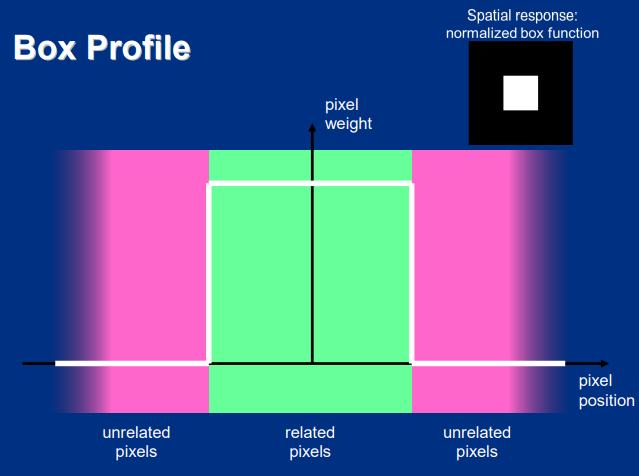 Box Profile
Spatial response:
normalized box function
pixel
weight
pixel
position
unrelated
pixels
related
pixels
unrelated
pixels